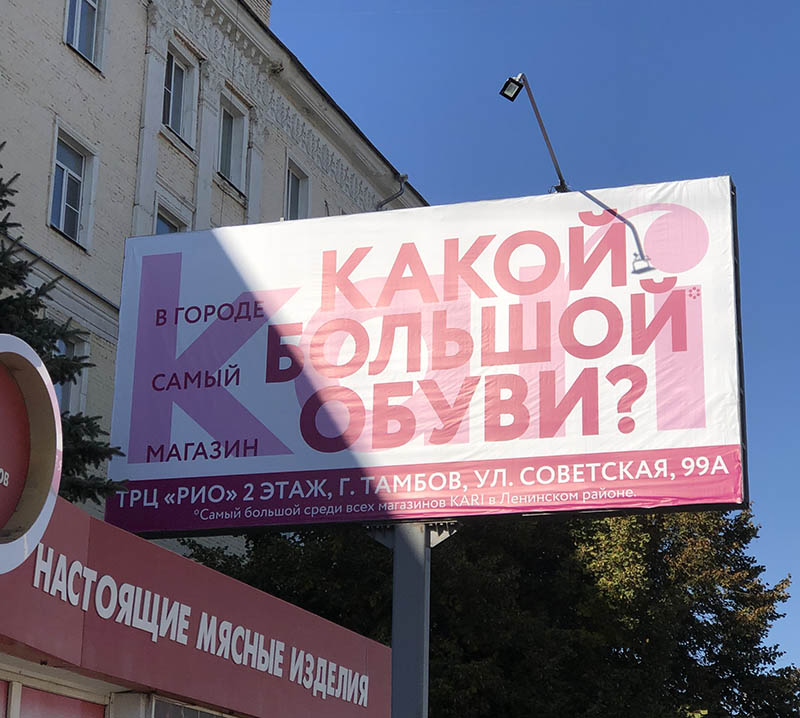 В ГОРОДЕ КАКОЙ
САМЫЙ БОЛЬШОЙ*
МАГАЗИН ОБУВИ?
kari
ТРЦ «РИО» 2 ЭТАЖ, Г. ТАМБОВ, УЛ. СОВЕТСКАЯ, 99А
*Самый большой среди всех магазинов KARI в Ленинском районе.
НАСТОЯЩИЕ МЯСНЫЕ ИЗДЕЛИЯ